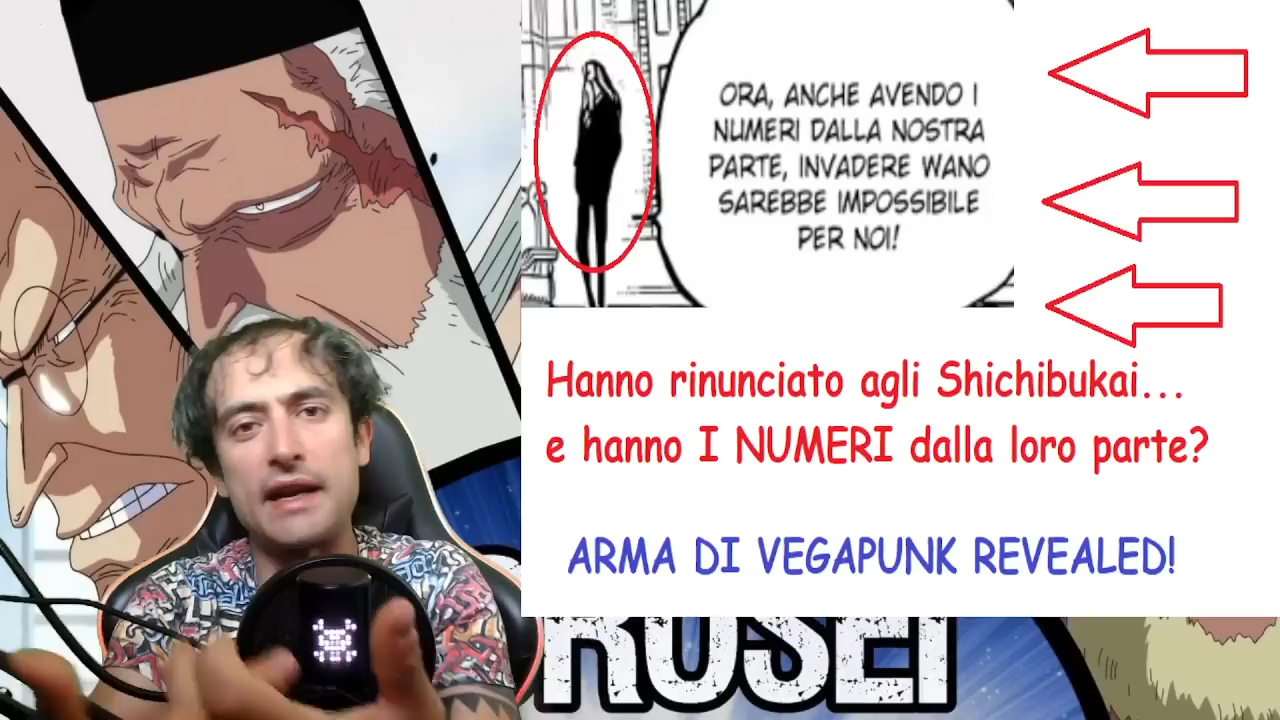 ORA, ANCHE AVENDO I
NUMERI DALLA NOSTRA
PARTE, INVADERE WANO
SAREBBE IMPOSSIBILE
PER NOI!
Hanno rinunciato agli Shichibukai...
e hanno I NUMERI dalla loro parte?
ARMA DI VEGAPUNK REVEALED!